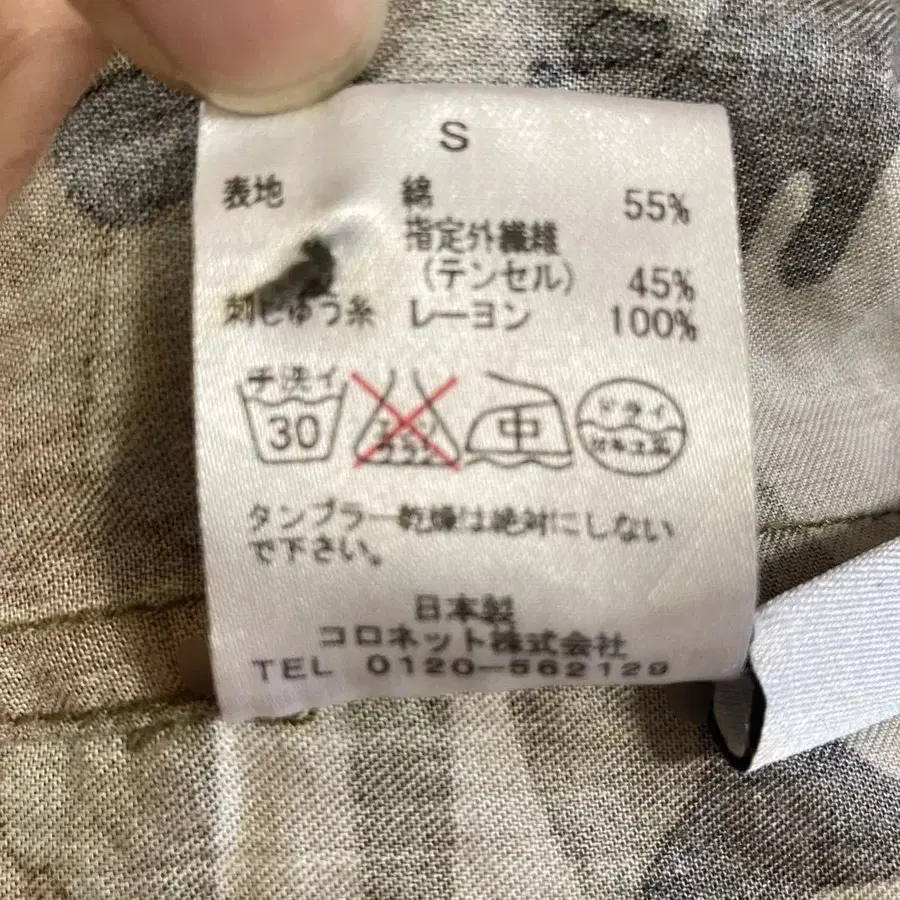 S
表地 綿 55%
指定外繊維
(テンセル) 45%
刺しゅう糸 レーヨン 100%
手洗イ
30
中
ドライ
セキユ系
タンブラー乾燥は絶対にしない
で下さい。
日本製
コロネット株式会社
TEL 0120-562129